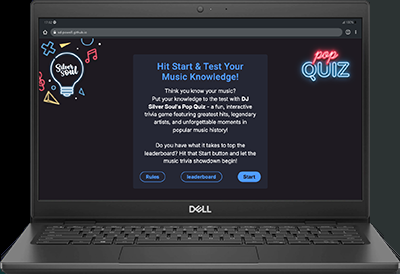 Silver
Soul
pop
QUIZ
Hit Start & Test Your
Music Knowledge!
Think you know your music?
Put your knowledge to the test with DJ
Silver Soul's Pop Quiz - a fun, interactive
trivia game featuring greatest hits, legendary
artists, and unforgettable moments in
popular music history!
Do you have what it takes to top the
leaderboard? Hit that Start button and let the
music trivia showdown begin!
Rules
leaderboard
Start
DELL